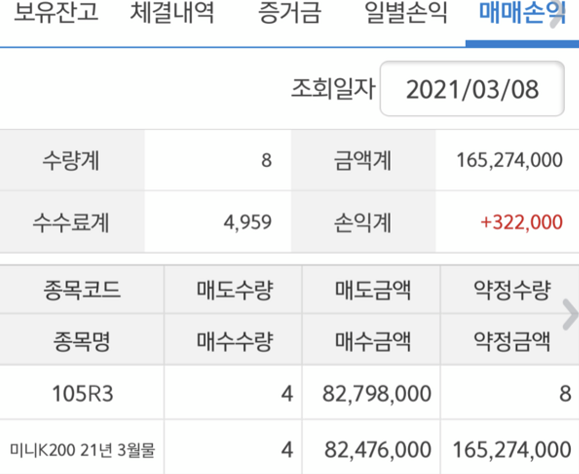 보유잔고 체결내역 증거금 일별손익 매매손익
조회일자 2021/03/08
수량계 8 금액계 165,274,000
수수료계 4,959 손익계 +322,000
종목코드 매도수량 매도금액 약정수량
종목명 매수수량 매수금액 약정금액
105R3 4 82,798,000 8
미니K200 21년 3월물 4 82,476,000 165,274,000